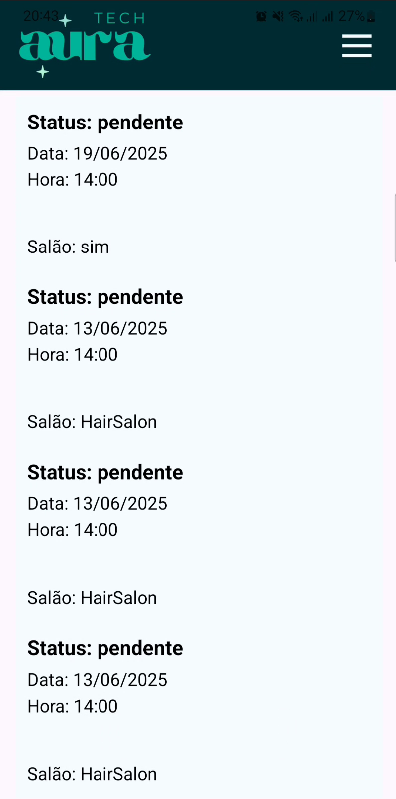 20:43
27%
TECH
aura
Status: pendente
Data: 19/06/2025
Hora: 14:00
Salão: sim
Status: pendente
Data: 13/06/2025
Hora: 14:00
Salão: HairSalon
Status: pendente
Data: 13/06/2025
Hora: 14:00
Salão: HairSalon
Status: pendente
Data: 13/06/2025
Hora: 14:00
Salão: HairSalon